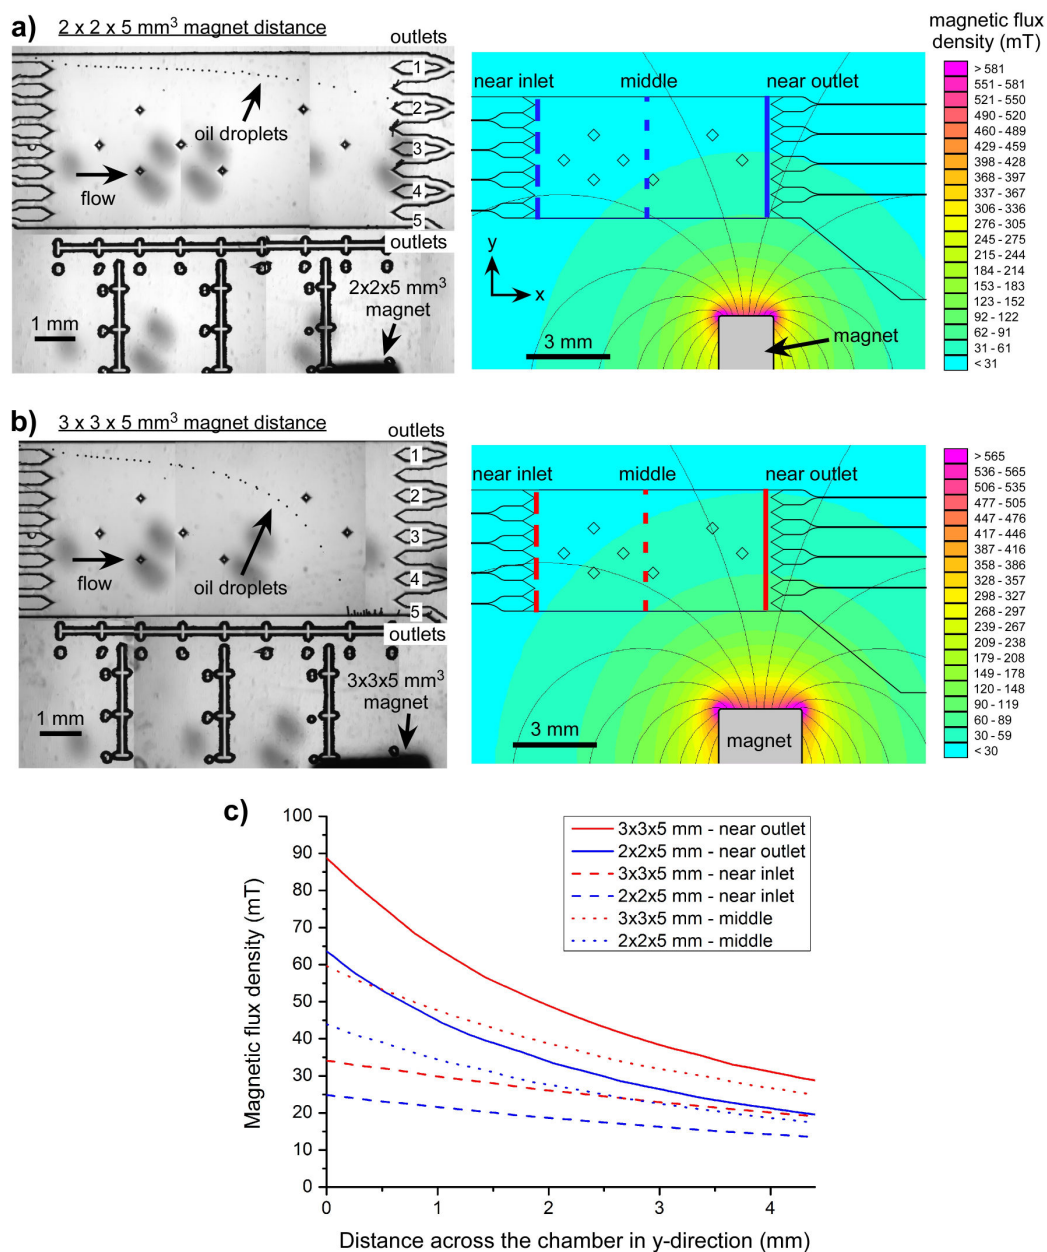 a)
2 x 2 x 5 mm³ magnet distance
outlets
1
2
3
4
5
oil droplets
flow
outlets
2x2x5 mm³
magnet
1 mm
near inlet
middle
near outlet
y
x
3 mm
magnet
magnetic flux
density (mT)
> 581
551 - 581
521 - 550
490 - 520
460 - 489
429 - 459
398 - 428
368 - 397
337 - 367
306 - 336
276 - 305
245 - 275
215 - 244
184 - 214
153 - 183
123 - 152
92 - 122
62 - 91
31 - 61
< 31
b)
3 x 3 x 5 mm³ magnet distance
outlets
1
2
3
4
5
flow
oil droplets
outlets
3x3x5 mm³
magnet
1 mm
near inlet
middle
near outlet
3 mm
magnet
> 565
536 - 565
506 - 535
477 - 505
447 - 476
417 - 446
387 - 416
358 - 386
328 - 357
298 - 327
268 - 297
239 - 267
209 - 238
179 - 208
149 - 178
120 - 148
90 - 119
60 - 89
30 - 59
< 30
c)
Magnetic flux density (mT)
100
90
80
70
60
50
40
30
20
10
0
3x3x5 mm - near outlet
2x2x5 mm - near outlet
3x3x5 mm - near inlet
2x2x5 mm - near inlet
3x3x5 mm - middle
2x2x5 mm - middle
0
1
2
3
4
Distance across the chamber in y-direction (mm)